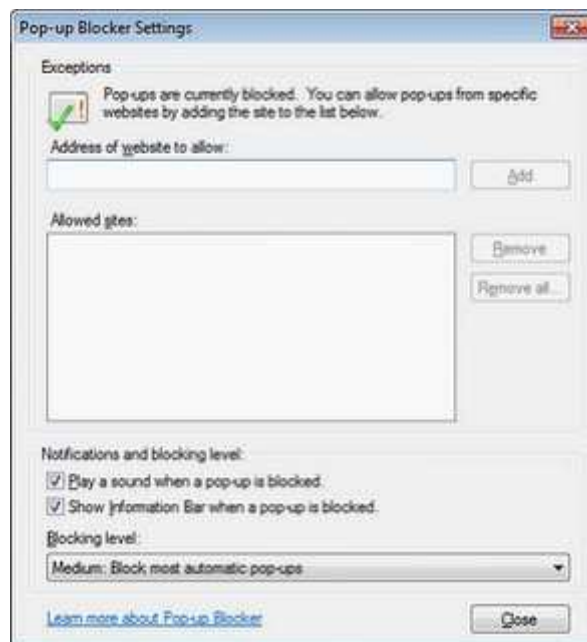 Pop-up Blocker Settings
Exceptions
Pop-ups are currently blocked. You can allow pop-ups from specific
websites by adding the site to the list below.
Address of website to allow:
Add
Allowed sites:
Remove
Remove all...
Notifications and blocking level:
Play a sound when a pop-up is blocked.
Show Information Bar when a pop-up is blocked.
Blocking level:
Medium: Block most automatic pop-ups
Learn more about Pop-up Blocker
Close